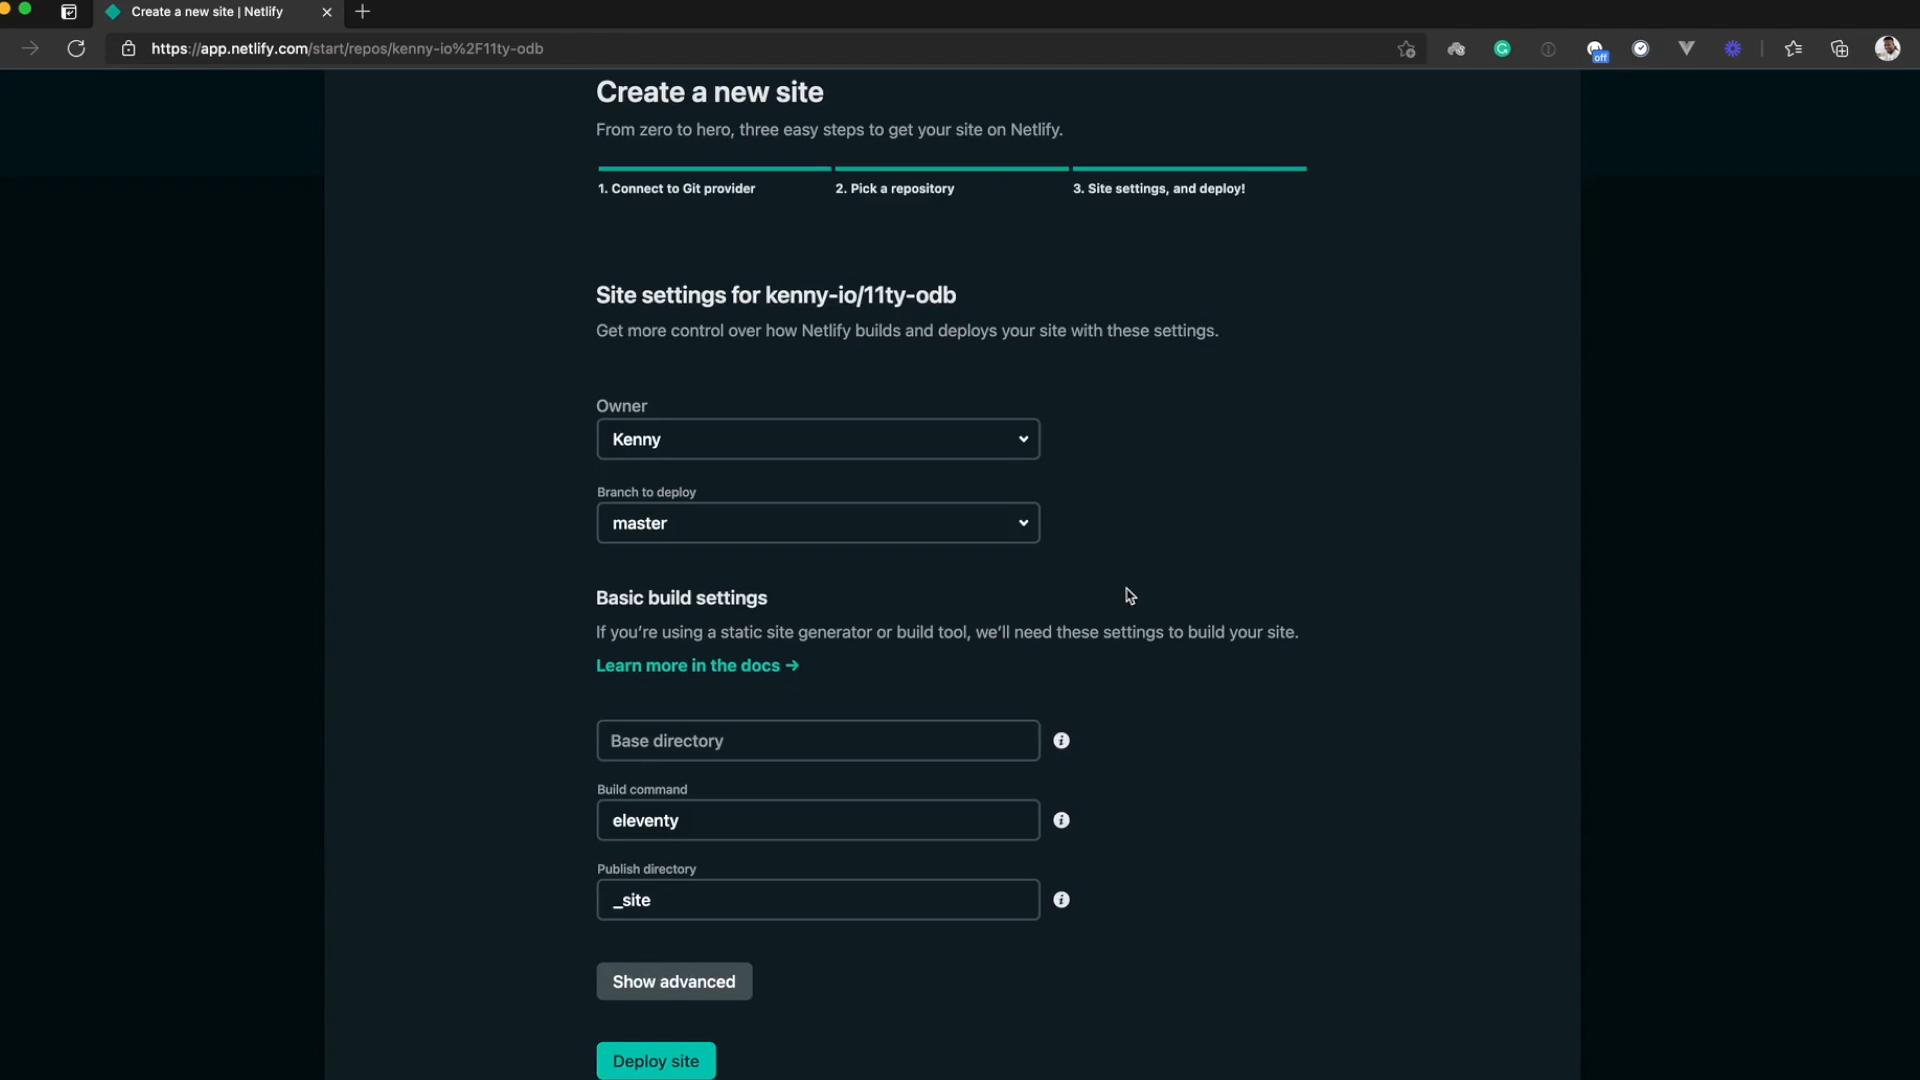 Create a new site | Netlify
https://app.netlify.com/start/repos/kenny-io%2F11ty-odb
off
Create a new site
From zero to hero, three easy steps to get your site on Netlify.
1. Connect to Git provider
2. Pick a repository
3. Site settings, and deploy!
Site settings for kenny-io/11ty-odb
Get more control over how Netlify builds and deploys your site with these settings.
Owner
Kenny
Branch to deploy
master
Basic build settings
If you’re using a static site generator or build tool, we’ll need these settings to build your site.
Learn more in the docs →
Base directory
Build command
eleventy
Publish directory
_site
Show advanced
Deploy site